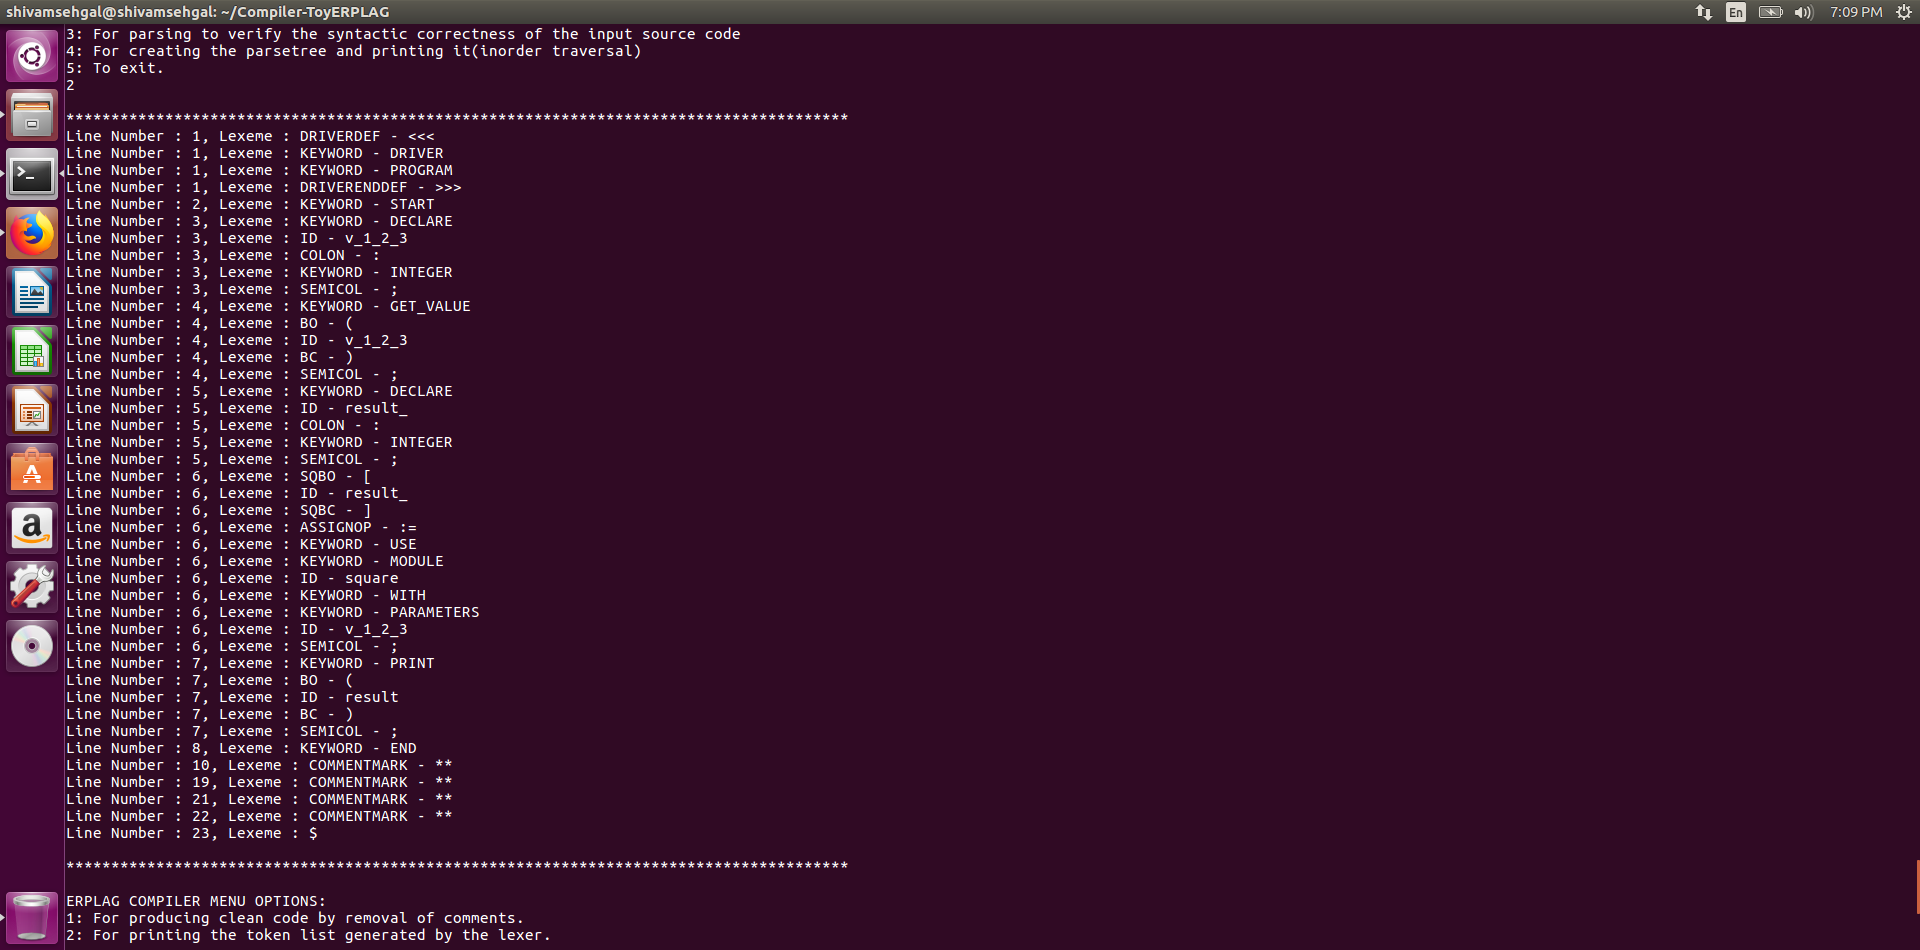 shivamsehgal@shivamsehgal: ~/Compiler-ToyERPLAG
En
7:09 PM
3: For parsing to verify the syntactic correctness of the input source code
4: For creating the parsetree and printing it(inorder traversal)
5: To exit.
2
***************************************************************************************
Line Number : 1, Lexeme : DRIVERDEF - <<<
Line Number : 1, Lexeme : KEYWORD - DRIVER
Line Number : 1, Lexeme : KEYWORD - PROGRAM
Line Number : 1, Lexeme : DRIVERENDDEF - >>>
Line Number : 2, Lexeme : KEYWORD - START
Line Number : 3, Lexeme : KEYWORD - DECLARE
Line Number : 3, Lexeme : ID - v_1_2_3
Line Number : 3, Lexeme : COLON - :
Line Number : 3, Lexeme : KEYWORD - INTEGER
Line Number : 3, Lexeme : SEMICOL - ;
Line Number : 4, Lexeme : KEYWORD - GET_VALUE
Line Number : 4, Lexeme : BO - (
Line Number : 4, Lexeme : ID - v_1_2_3
Line Number : 4, Lexeme : BC - )
Line Number : 4, Lexeme : SEMICOL - ;
Line Number : 5, Lexeme : KEYWORD - DECLARE
Line Number : 5, Lexeme : ID - result_
Line Number : 5, Lexeme : COLON - :
Line Number : 5, Lexeme : KEYWORD - INTEGER
Line Number : 5, Lexeme : SEMICOL - ;
Line Number : 6, Lexeme : SQBO - [
Line Number : 6, Lexeme : ID - result_
Line Number : 6, Lexeme : SQBC - ]
Line Number : 6, Lexeme : ASSIGNOP - :=
Line Number : 6, Lexeme : KEYWORD - USE
Line Number : 6, Lexeme : KEYWORD - MODULE
Line Number : 6, Lexeme : ID - square
Line Number : 6, Lexeme : KEYWORD - WITH
Line Number : 6, Lexeme : KEYWORD - PARAMETERS
Line Number : 6, Lexeme : ID - v_1_2_3
Line Number : 6, Lexeme : SEMICOL - ;
Line Number : 7, Lexeme : KEYWORD - PRINT
Line Number : 7, Lexeme : BO - (
Line Number : 7, Lexeme : ID - result
Line Number : 7, Lexeme : BC - )
Line Number : 7, Lexeme : SEMICOL - ;
Line Number : 8, Lexeme : KEYWORD - END
Line Number : 10, Lexeme : COMMENTMARK - **
Line Number : 19, Lexeme : COMMENTMARK - **
Line Number : 21, Lexeme : COMMENTMARK - **
Line Number : 22, Lexeme : COMMENTMARK - **
Line Number : 23, Lexeme : $
***************************************************************************************
ERPLAG COMPILER MENU OPTIONS:
1: For producing clean code by removal of comments.
2: For printing the token list generated by the lexer.